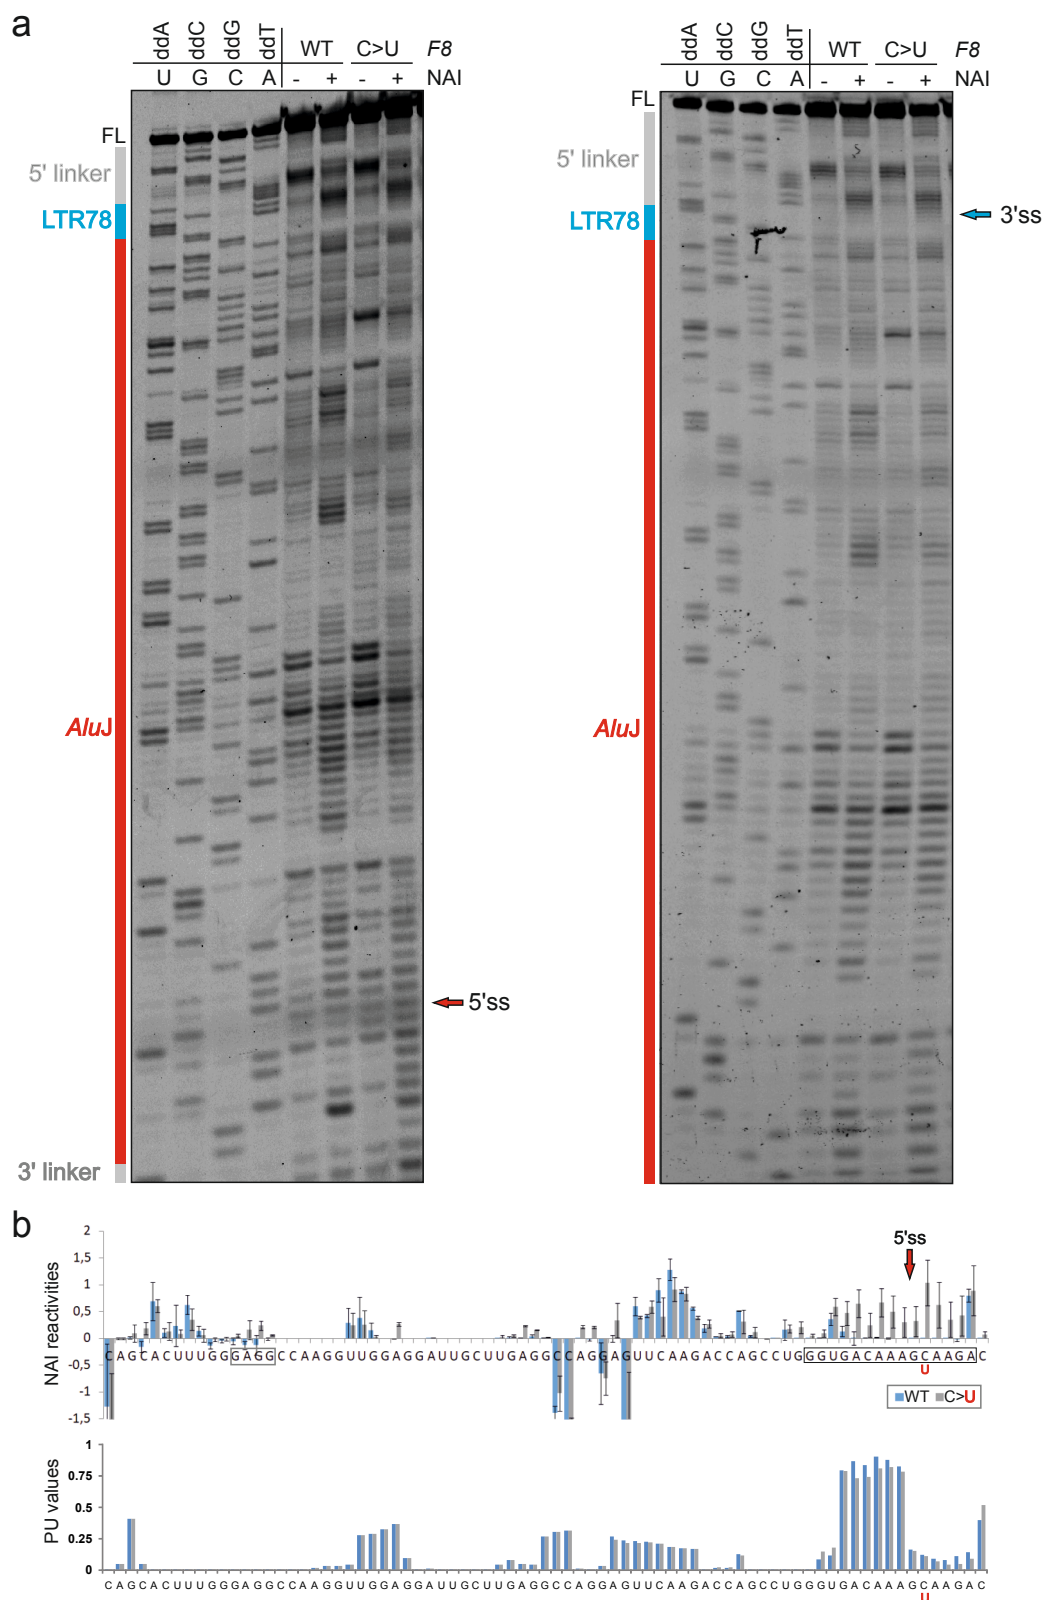 a
ddA ddC ddG ddT WT C>U F8
U G C A - + - + NAI
FL
5' linker
LTR78
AluJ
5'ss
3' linker
ddA ddC ddG ddT WT C>U F8
U G C A - + - + NAI
FL
5' linker
LTR78
3'ss
AluJ
b
NAI reactivities
2
1,5
1
0,5
0
-0,5
-1
-1,5
5'ss
CAGCACUUUGGGAGGCCAAGGUUGGAGGAUUGCUUGAGGCCAGGAGUUCAAGACCAGCCUGGGUGACAAAGCAAGAC
U
WT C>U
PU values
1
0.75
0.5
0.25
0
CAGCACUUUGGGAGGCCAAGGUUGGAGGAUUGCUUGAGGCCAGGAGUUCAAGACCAGCCUGGGUGACAAAGCAAGAC
U